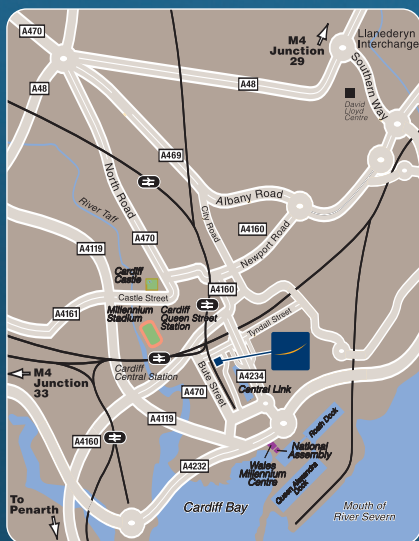 A470
M4
Junction
29
Llanederyn
Interchange
A48
A48
Southern Way
David
Lloyd
Centre
A469
North Road
Albany Road
River Taff
City Road
A470
A4160
Newport Road
A4119
Cardiff
Castle
Castle Street
A4160
A4161
Millennium
Stadium
Cardiff
Queen Street
Station
Tyndall Street
Cardiff
Central Station
M4
Junction
33
Bute Street
A470
A4234
Central Link
A4119
A4160
Roath Dock
National
Assembly
A4232
Wales
Millennium
Centre
Queen Alexandra
Dock
To
Penarth
Cardiff Bay
Mouth of
River Severn